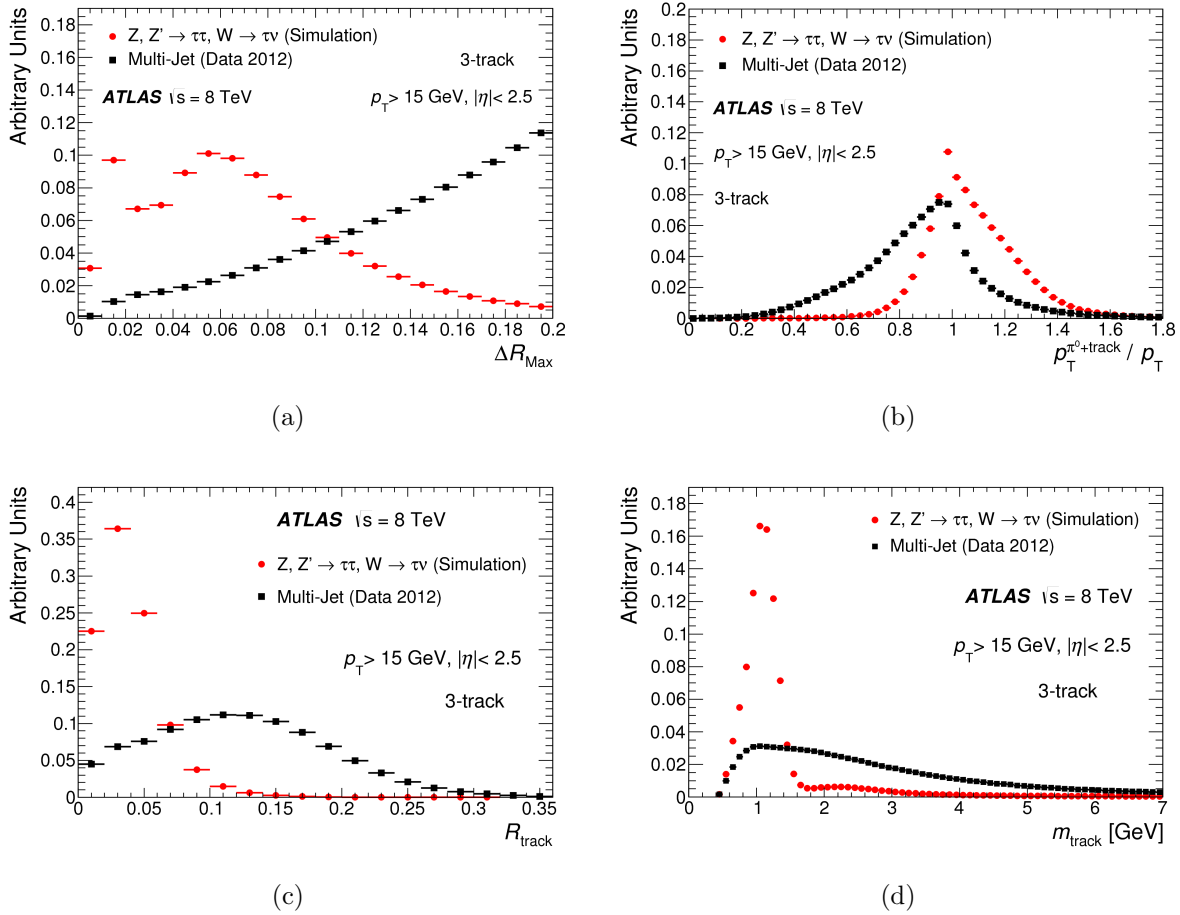 Arbitrary Units
0.18
0.16
0.14
0.12
0.1
0.08
0.06
0.04
0.02
0
Z, Z' → ττ, W → τν (Simulation)
Multi-Jet (Data 2012)
3-track
ATLAS √s = 8 TeV
p_T > 15 GeV, |η| < 2.5
0 0.02 0.04 0.06 0.08 0.1 0.12 0.14 0.16 0.18 0.2
ΔR_Max
(a)
Arbitrary Units
0.2
0.18
0.16
0.14
0.12
0.1
0.08
0.06
0.04
0.02
0
Z, Z' → ττ, W → τν (Simulation)
Multi-Jet (Data 2012)
ATLAS √s = 8 TeV
p_T > 15 GeV, |η| < 2.5
3-track
0 0.2 0.4 0.6 0.8 1 1.2 1.4 1.6 1.8
p_T^{π⁰+track} / p_T
(b)
Arbitrary Units
0.4
0.35
0.3
0.25
0.2
0.15
0.1
0.05
0
ATLAS √s = 8 TeV
Z, Z' → ττ, W → τν (Simulation)
Multi-Jet (Data 2012)
p_T > 15 GeV, |η| < 2.5
3-track
0 0.05 0.1 0.15 0.2 0.25 0.3 0.35
R_track
(c)
Arbitrary Units
0.18
0.16
0.14
0.12
0.1
0.08
0.06
0.04
0.02
0
Z, Z' → ττ, W → τν (Simulation)
Multi-Jet (Data 2012)
ATLAS √s = 8 TeV
p_T > 15 GeV, |η| < 2.5
3-track
0 1 2 3 4 5 6 7
m_track [GeV]
(d)